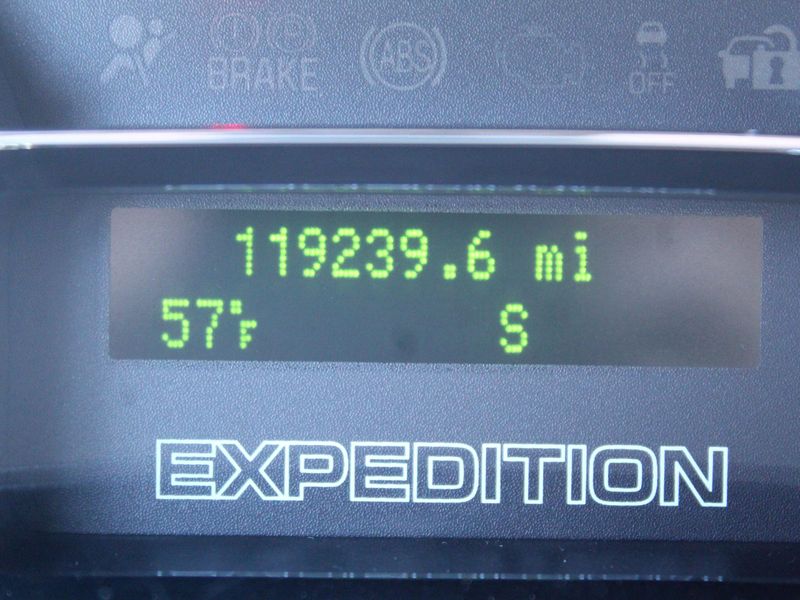 BRAKE ABS OFF
119239.6 mi
57°F S
EXPEDITION